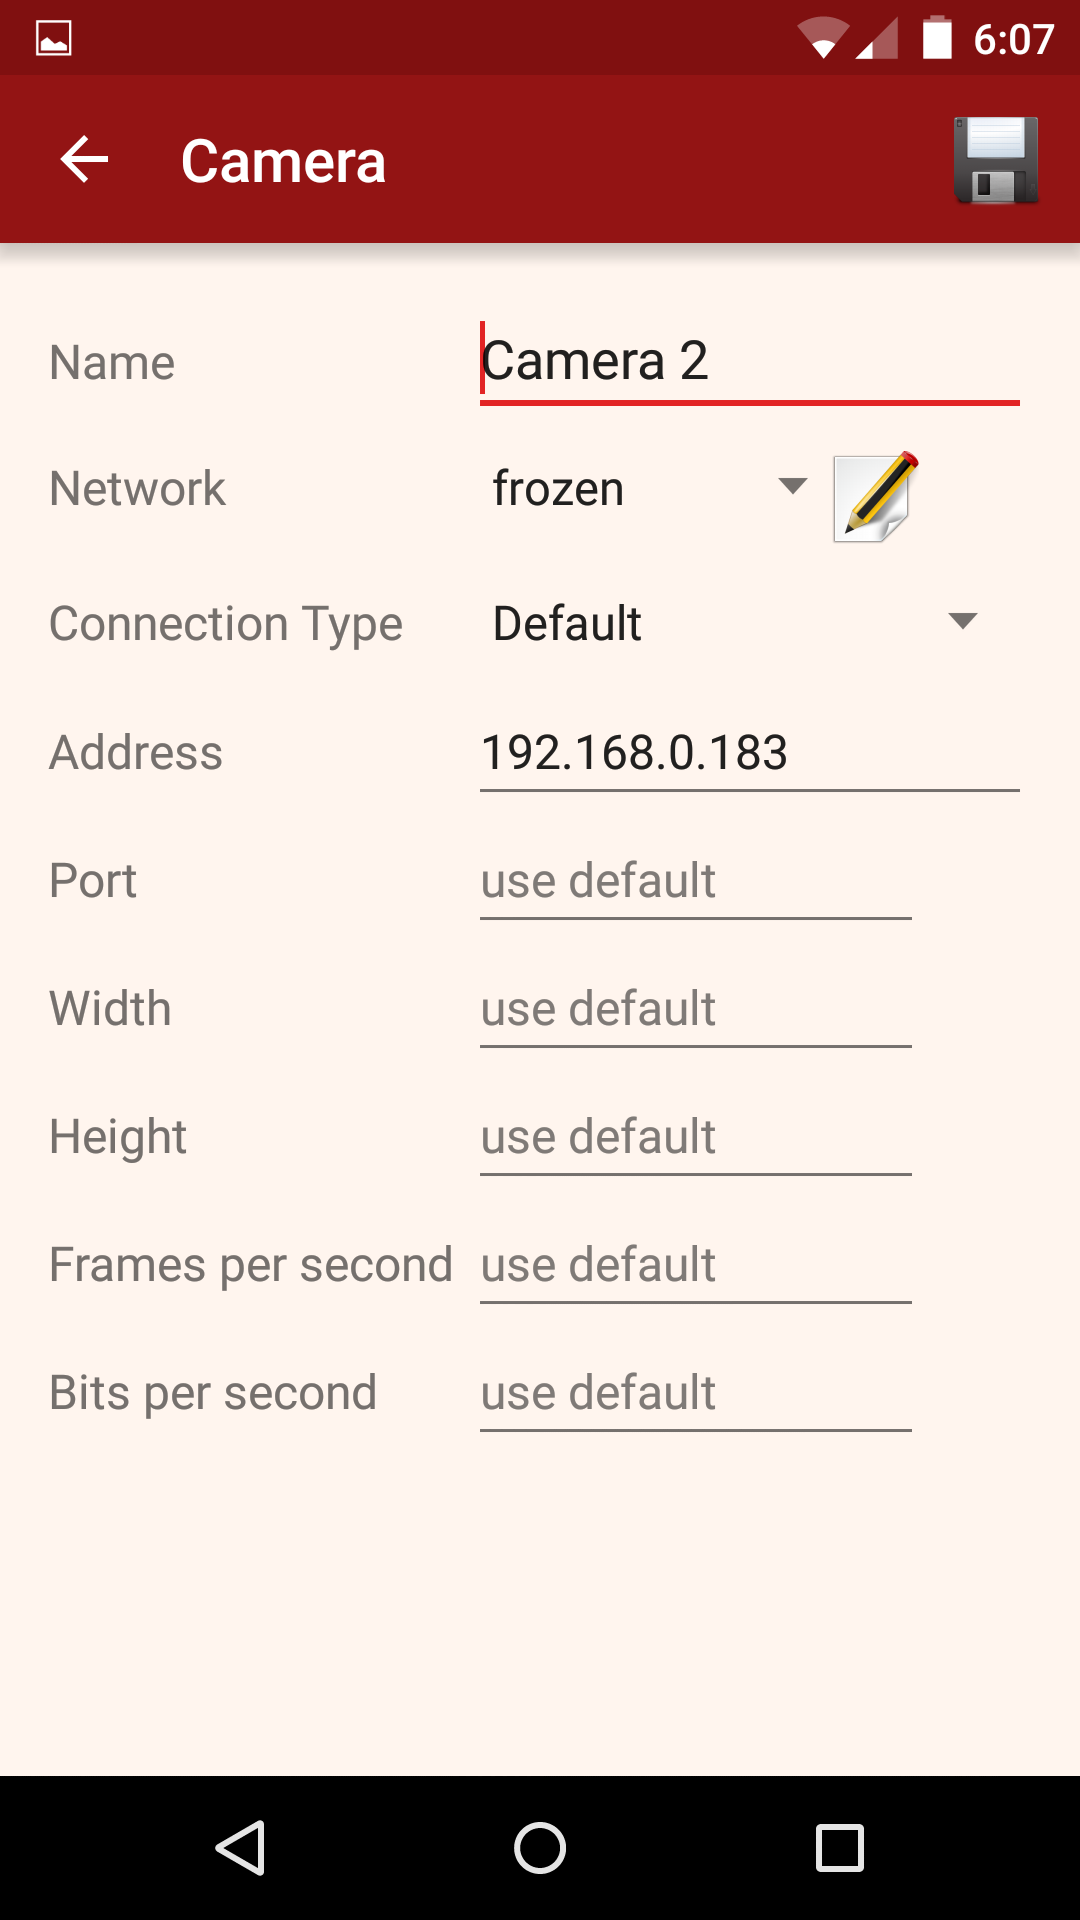 6:07
Camera
Name Camera 2
Network frozen
Connection Type Default
Address 192.168.0.183
Port use default
Width use default
Height use default
Frames per second use default
Bits per second use default